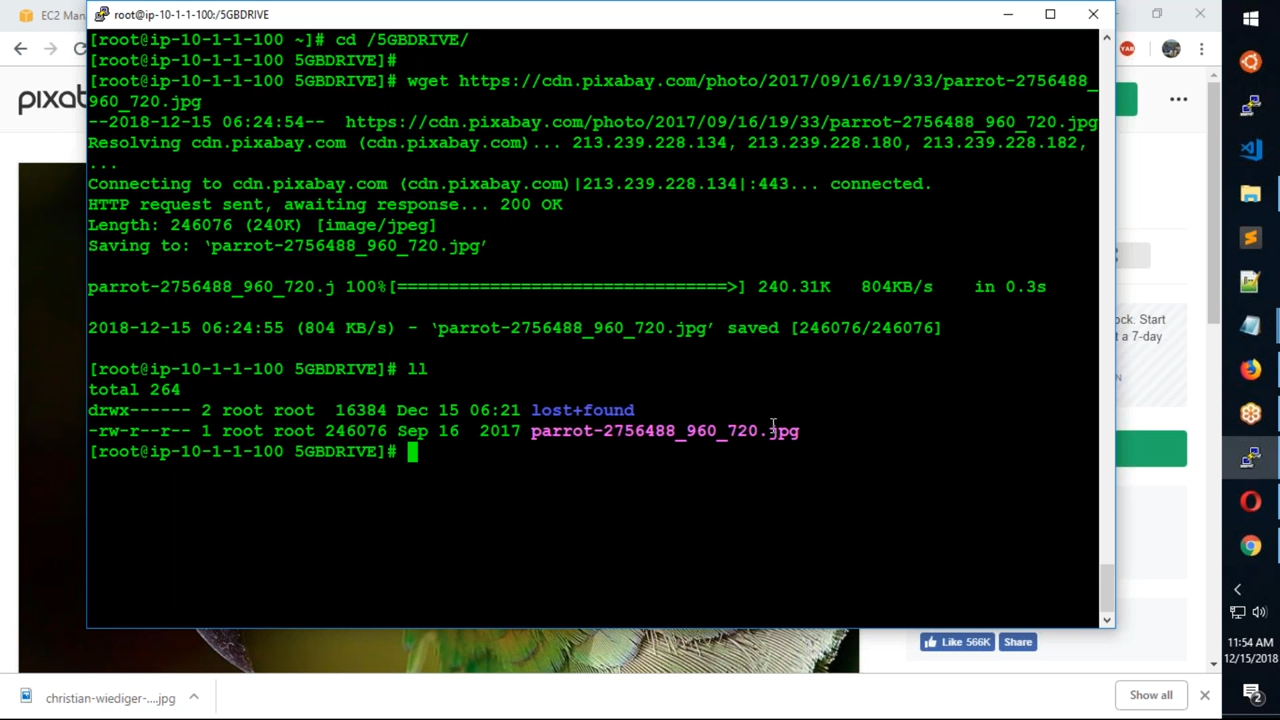 EC2 Man
root@ip-10-1-1-100:/5GBDRIVE
pixab
[root@ip-10-1-1-100 ~]# cd /5GBDRIVE/
[root@ip-10-1-1-100 5GBDRIVE]#
[root@ip-10-1-1-100 5GBDRIVE]# wget https://cdn.pixabay.com/photo/2017/09/16/19/33/parrot-2756488_
960_720.jpg
--2018-12-15 06:24:54--  https://cdn.pixabay.com/photo/2017/09/16/19/33/parrot-2756488_960_720.jpg
Resolving cdn.pixabay.com (cdn.pixabay.com)... 213.239.228.134, 213.239.228.180, 213.239.228.182,
...
Connecting to cdn.pixabay.com (cdn.pixabay.com)|213.239.228.134|:443... connected.
HTTP request sent, awaiting response... 200 OK
Length: 246076 (240K) [image/jpeg]
Saving to: ‘parrot-2756488_960_720.jpg’
parrot-2756488_960_720.j 100%[================================>] 240.31K   804KB/s    in 0.3s
2018-12-15 06:24:55 (804 KB/s) - ‘parrot-2756488_960_720.jpg’ saved [246076/246076]
[root@ip-10-1-1-100 5GBDRIVE]# ll
total 264
drwx------ 2 root root  16384 Dec 15 06:21 lost+found
-rw-r--r-- 1 root root 246076 Sep 16  2017 parrot-2756488_960_720.jpg
[root@ip-10-1-1-100 5GBDRIVE]#
YAB
ock. Start
t a 7-day
N
Like 566K
Share
christian-wiediger-....jpg
Show all
11:54 AM
12/15/2018
2